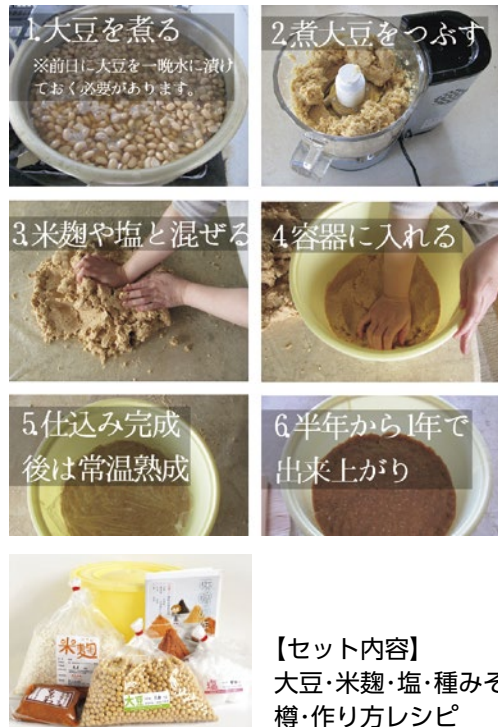 1.大豆を煮る
※前日に大豆を一晩水に漬け
ておく必要があります。
2.煮大豆をつぶす
3.米麹や塩と混ぜる
4.容器に入れる
5.仕込み完成
後は常温熟成
6.半年から1年で
出来上がり
米麹
大豆
【セット内容】
大豆・米麹・塩・種みそ
樽・作り方レシピ